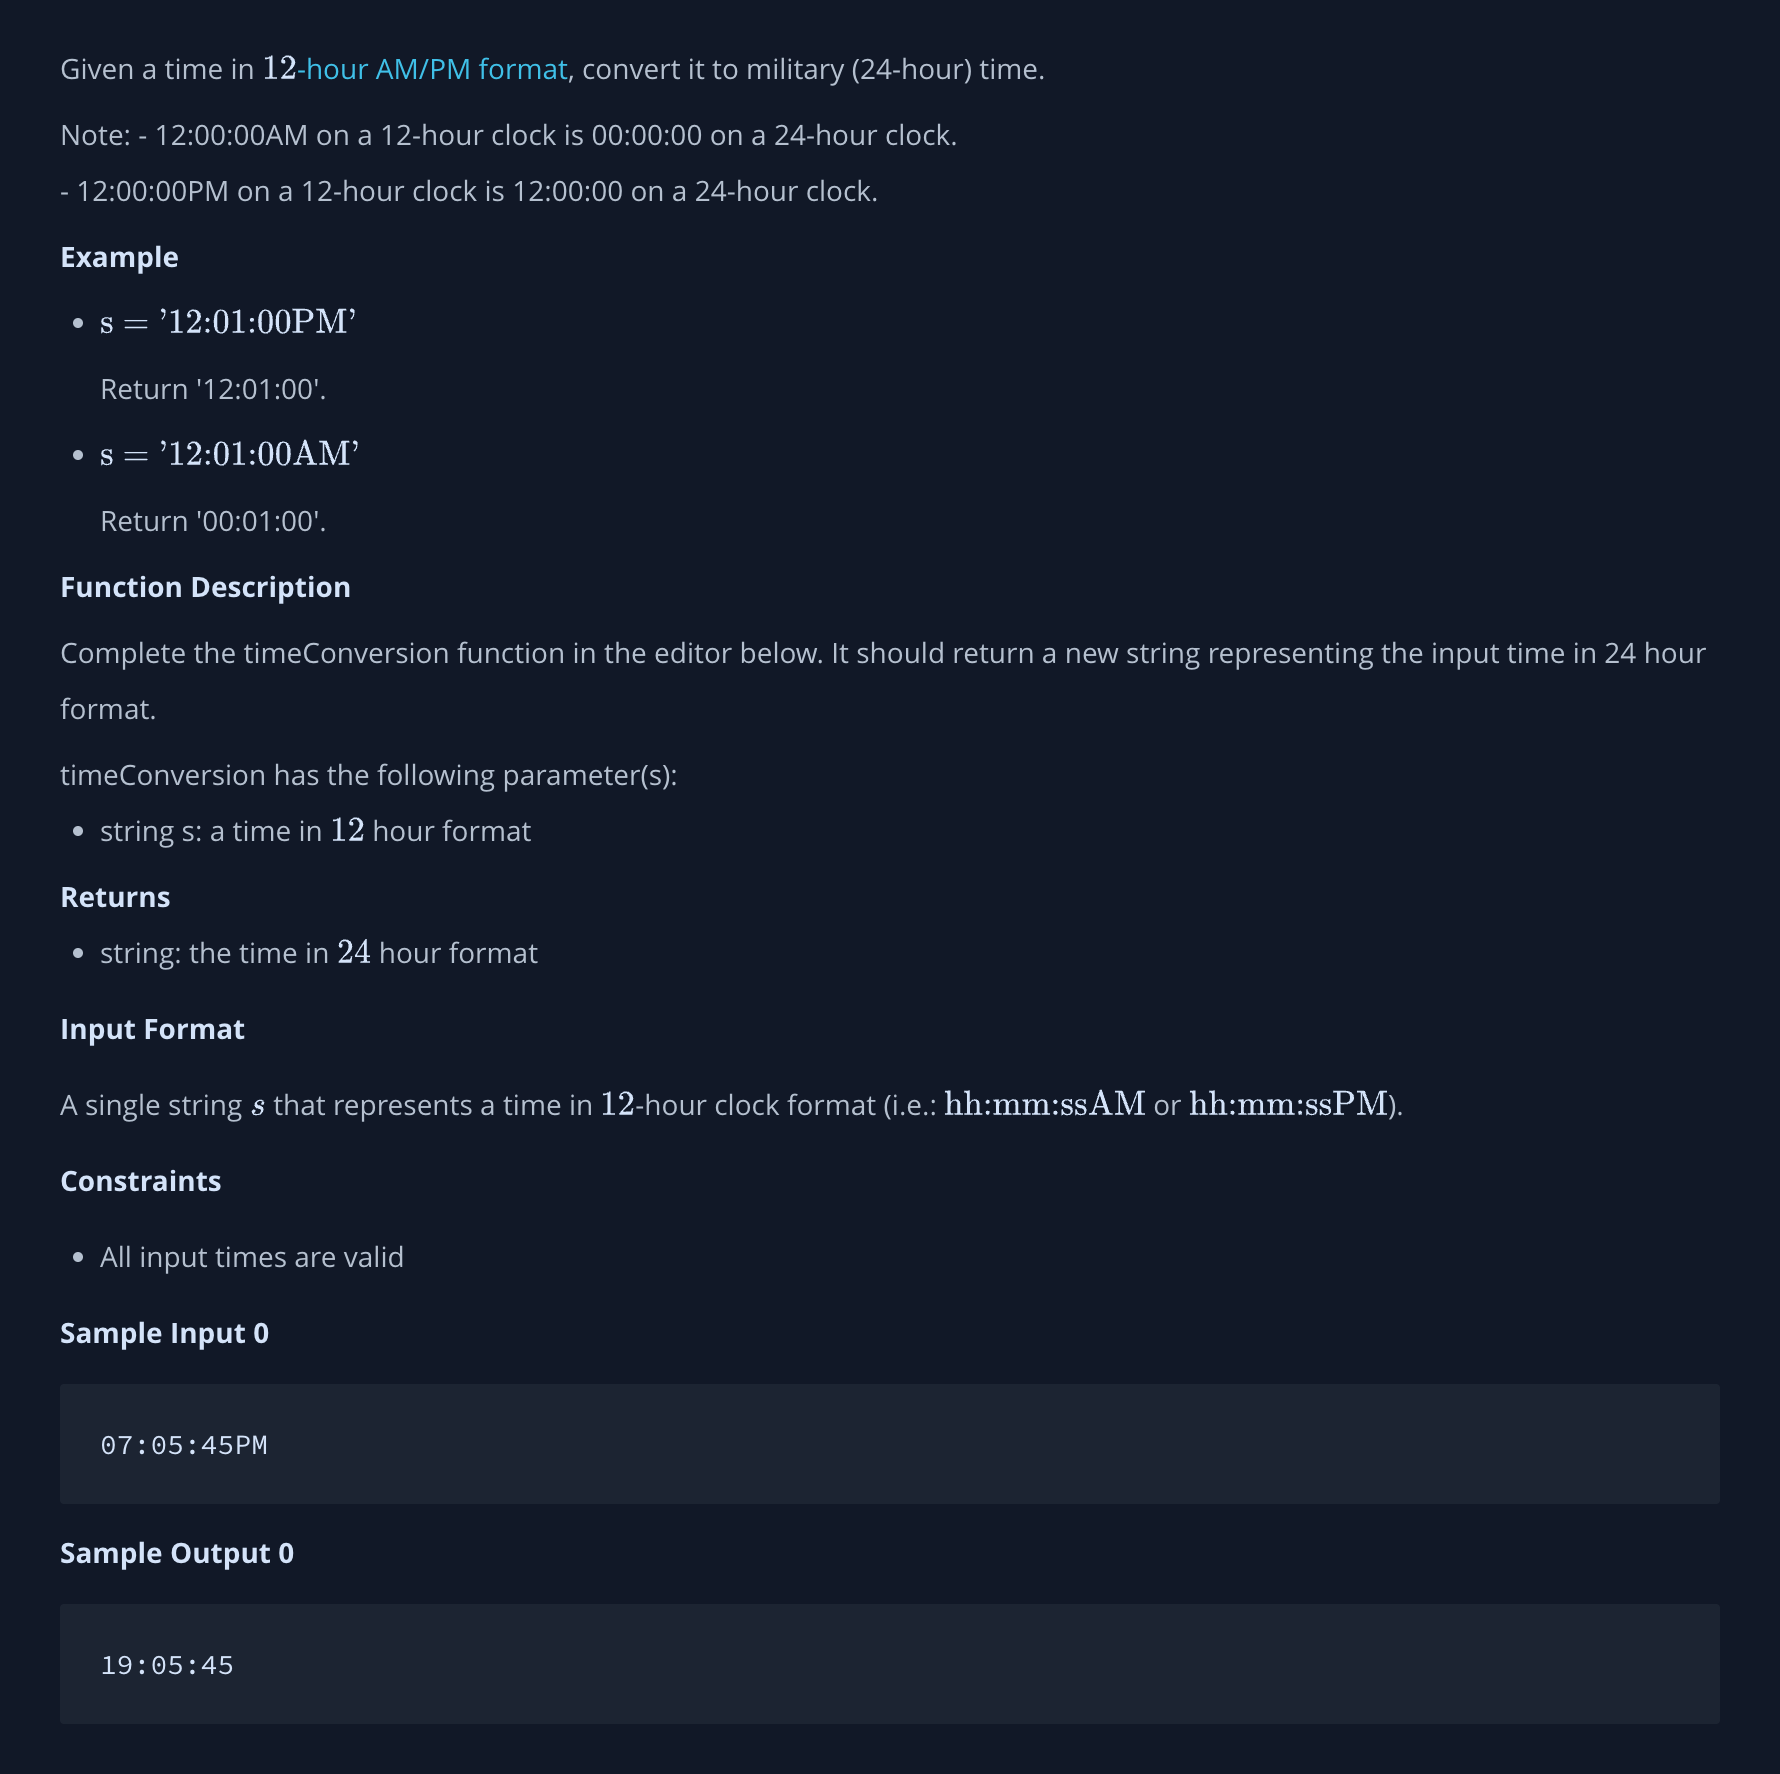 Given a time in 12-hour AM/PM format, convert it to military (24-hour) time.
Note: - 12:00:00AM on a 12-hour clock is 00:00:00 on a 24-hour clock.
- 12:00:00PM on a 12-hour clock is 12:00:00 on a 24-hour clock.
Example
• s = ’12:01:00PM’
Return '12:01:00'.
• s = ’12:01:00AM’
Return '00:01:00'.
Function Description
Complete the timeConversion function in the editor below. It should return a new string representing the input time in 24 hour
format.
timeConversion has the following parameter(s):
• string s: a time in 12 hour format
Returns
• string: the time in 24 hour format
Input Format
A single string s that represents a time in 12-hour clock format (i.e.: hh:mm:ssAM or hh:mm:ssPM).
Constraints
• All input times are valid
Sample Input 0
07:05:45PM
Sample Output 0
19:05:45